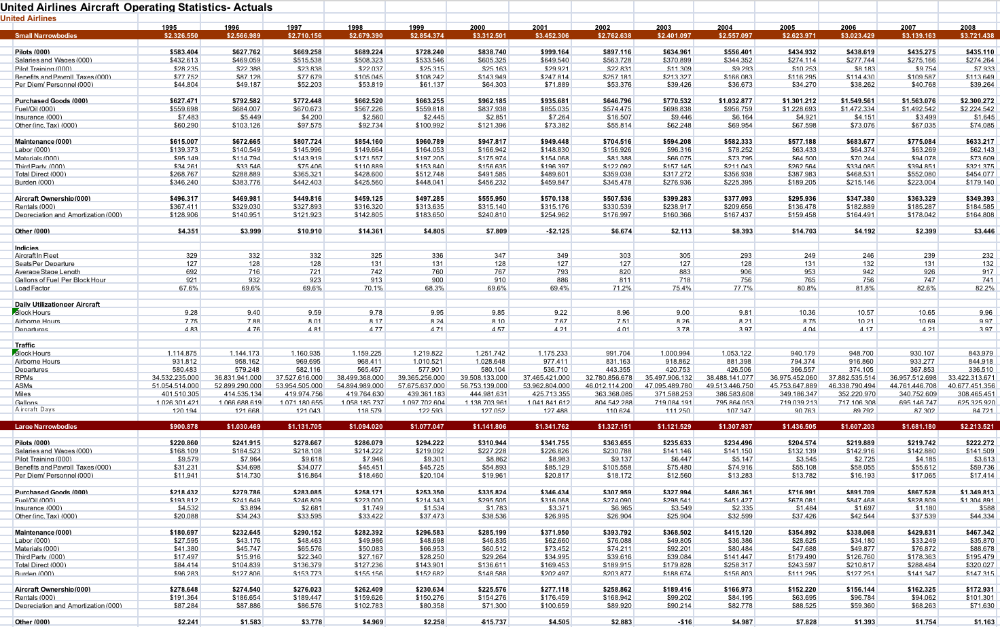 United Airlines Aircraft Operating Statistics- Actuals
United Airlines
1995 1996 1997 1998 1999 2000 2001 2002 2003 2004 2005 2006 2007 2008
Small Narrowbodies $2.326.550 $2.566.989 $2.710.156 $2.679.390 $2.854.374 $3.312.501 $3.452.306 $2.762.638 $2.401.097 $2.557.097 $2.623.971 $3.023.429 $3.139.163 $3.721.438
Pilots (000) $583.404 $627.762 $669.258 $689.224 $728.240 $838.740 $999.164 $897.116 $634.961 $556.401 $434.932 $438.619 $435.275 $435.110
Salaries and Wages (000) $432.613 $469.059 $515.538 $508.323 $533.546 $605.325 $649.540 $563.728 $370.899 $344.352 $274.114 $277.744 $275.166 $274.264
Pilot Training (000) $28.235 $22.388 $23.838 $22.037 $25.315 $25.163 $29.921 $22.831 $11.309 $9.293 $10.253 $8.183 $9.754 $7.933
Benefits and Payroll Taxes (000) $77.752 $87.128 $77.679 $105.045 $108.242 $143.949 $247.814 $257.181 $213.327 $166.083 $116.295 $114.430 $109.587 $113.649
Per Diem/ Personnel (000) $44.804 $49.187 $52.203 $53.819 $61.137 $64.303 $71.889 $53.376 $39.426 $36.673 $34.270 $38.262 $40.768 $39.264
Purchased Goods (000) $627.471 $792.582 $772.448 $662.520 $663.255 $962.185 $935.681 $646.796 $770.532 $1.032.877 $1.301.212 $1.549.561 $1.563.076 $2.300.272
Fuel/Oil (000) $559.698 $684.007 $670.673 $567.226 $559.818 $837.938 $855.035 $574.475 $698.838 $956.759 $1.228.693 $1.472.334 $1.492.542 $2.224.542
Insurance (000) $7.483 $5.449 $4.200 $2.560 $2.445 $2.851 $7.264 $16.507 $9.446 $6.164 $4.921 $4.151 $3.499 $1.645
Other (inc. Tax) (000) $60.290 $103.126 $97.575 $92.734 $100.992 $121.396 $73.382 $55.814 $62.248 $69.954 $67.598 $73.076 $67.035 $74.085
Maintenance (000) $615.007 $672.665 $807.724 $854.160 $960.789 $947.817 $949.448 $704.516 $594.208 $582.333 $577.188 $683.677 $775.084 $633.217
Labor (000) $139.373 $140.549 $145.996 $149.664 $164.053 $166.942 $148.830 $156.926 $96.316 $78.252 $63.433 $64.374 $63.269 $62.143
Materials (000) $95.149 $114.794 $143.919 $171.557 $197.205 $175.974 $154.068 $81.388 $66.075 $73.795 $64.500 $70.244 $94.078 $73.609
Third Party (000) $34.261 $33.546 $75.406 $110.889 $153.840 $156.635 $196.397 $122.092 $157.145 $211.043 $262.564 $334.085 $394.851 $321.375
Total Direct (000) $268.767 $288.889 $365.321 $428.600 $512.748 $491.585 $489.601 $359.038 $317.272 $356.938 $387.983 $468.531 $552.080 $454.077
Burden (000) $346.240 $383.776 $442.403 $425.560 $448.041 $456.232 $459.847 $345.478 $276.936 $225.395 $189.205 $215.146 $223.004 $179.140
Aircraft Ownership (000) $496.317 $469.981 $449.816 $459.125 $497.285 $555.950 $570.138 $507.536 $399.283 $377.093 $295.936 $347.380 $363.329 $349.393
Rentals (000) $367.411 $329.030 $327.893 $316.320 $313.635 $315.140 $315.176 $330.539 $238.917 $209.656 $136.478 $182.889 $185.287 $184.585
Depreciation and Amortization (000) $128.906 $140.951 $121.923 $142.805 $183.650 $240.810 $254.962 $176.997 $160.366 $167.437 $159.458 $164.491 $178.042 $164.808
Other (000) $4.351 $3.999 $10.910 $14.361 $4.805 $7.809 -$2.125 $6.674 $2.113 $8.393 $14.703 $4.192 $2.399 $3.446
Indicies
Aircraft In Fleet 329 332 332 325 336 347 349 303 305 293 249 246 239 232
Seats Per Departure 127 128 128 131 131 128 127 127 127 128 131 132 131 132
Average Stage Length 692 716 721 742 760 767 793 820 883 906 953 942 926 917
Gallons of Fuel Per Block Hour 921 932 923 913 900 910 886 811 718 756 765 756 747 741
Load Factor 67.6% 69.6% 69.6% 70.1% 68.3% 69.6% 69.4% 71.2% 75.4% 77.7% 80.8% 81.8% 82.6% 82.2%
Daily Utilization per Aircraft
Block Hours 9.28 9.40 9.59 9.78 9.95 9.85 9.22 8.96 9.00 9.81 10.36 10.57 10.65 9.96
Airborne Hours 7.75 7.88 8.01 8.17 8.24 8.10 7.67 7.51 8.26 8.21 8.75 10.21 10.69 9.97
Departures 4.83 4.76 4.81 4.77 4.71 4.57 4.21 4.01 3.78 3.97 4.04 4.17 4.21 3.97
Traffic
Block Hours 1.114.875 1.144.173 1.160.935 1.159.225 1.219.822 1.251.742 1.175.233 991.704 1.000.994 1.053.122 940.179 948.700 930.107 843.979
Airborne Hours 931.812 958.162 969.695 968.411 1.010.521 1.028.648 977.411 831.163 918.862 881.398 794.374 916.860 933.277 844.918
Departures 580.483 579.248 582.116 565.457 577.901 580.104 536.710 443.355 420.753 426.506 366.557 374.105 367.853 336.510
RPMs 34.532.235.000 36.831.941.000 37.527.616.000 38.499.368.000 39.365.256.000 39.508.133.000 37.465.421.000 32.780.856.678 35.497.906.132 38.488.141.077 36.975.452.060 37.882.535.514 36.957.512.698 33.422.313.671
ASMs 51.054.514.000 52.899.290.000 53.954.505.000 54.894.989.000 57.675.637.000 56.753.139.000 53.962.804.000 46.012.114.200 47.095.489.780 49.513.446.750 45.753.647.889 46.338.790.494 44.761.446.708 40.677.451.356
Miles 401.510.305 414.535.134 419.974.756 419.764.630 439.361.183 444.981.631 425.713.355 363.368.085 371.588.253 386.583.608 349.186.347 352.220.970 340.752.609 308.465.451
Gallons 1.026.301.421 1.066.688.619 1.071.180.655 1.058.185.737 1.097.702.604 1.138.703.961 1.041.841.612 804.542.288 719.084.191 795.864.053 719.039.213 717.106.308 695.146.747 625.325.920
Aircraft Days 120.194 121.668 121.043 118.579 122.593 127.052 127.488 110.624 111.250 107.347 90.763 89.792 87.302 84.721
Large Narrowbodies $900.878 $1.030.469 $1.131.705 $1.094.020 $1.077.047 $1.141.806 $1.341.762 $1.327.151 $1.121.529 $1.307.937 $1.436.505 $1.607.203 $1.681.180 $2.213.521
Pilots (000) $220.860 $241.915 $278.667 $286.079 $294.222 $310.944 $341.755 $363.655 $235.633 $234.496 $204.574 $219.889 $219.742 $222.272
Salaries and Wages (000) $168.109 $184.523 $218.108 $214.222 $219.092 $227.228 $226.826 $230.788 $141.146 $141.150 $132.139 $142.916 $142.880 $141.509
Pilot Training (000) $9.579 $7.964 $9.618 $7.946 $9.301 $8.862 $8.983 $9.137 $6.447 $5.147 $3.545 $2.725 $4.185 $3.613
Benefits and Payroll Taxes (000) $31.231 $34.698 $34.077 $45.451 $45.725 $54.893 $85.129 $105.558 $75.480 $74.916 $55.108 $58.055 $55.612 $59.736
Per Diem/ Personnel (000) $11.941 $14.730 $16.864 $18.460 $20.104 $19.961 $20.817 $18.172 $12.560 $13.283 $13.782 $16.193 $17.065 $17.414
Purchased Goods (000) $218.432 $279.786 $283.085 $258.171 $253.350 $335.824 $346.434 $307.959 $327.994 $486.361 $716.991 $891.709 $867.528 $1.349.813
Fuel/Oil (000) $193.812 $241.649 $246.809 $223.000 $214.343 $295.505 $316.068 $274.090 $298.541 $451.427 $678.081 $847.468 $828.809 $1.304.891
Insurance (000) $4.532 $3.894 $2.681 $1.749 $1.534 $1.783 $3.371 $6.965 $3.549 $2.335 $1.484 $1.697 $1.180 $588
Other (inc. Tax) (000) $20.088 $34.243 $33.595 $33.422 $37.473 $38.536 $26.995 $26.904 $25.904 $32.599 $37.426 $42.544 $37.539 $44.334
Maintenance (000) $180.697 $232.645 $290.152 $282.392 $296.583 $285.199 $371.950 $393.792 $368.502 $415.120 $354.892 $338.068 $429.831 $467.342
Labor (000) $27.595 $43.176 $48.463 $49.986 $48.698 $46.835 $62.660 $76.088 $49.805 $36.386 $28.625 $34.180 $33.249 $35.870
Materials (000) $41.380 $45.747 $65.576 $50.083 $66.953 $60.512 $73.452 $74.211 $92.201 $80.484 $47.688 $49.877 $76.872 $88.678
Third Party (000) $17.497 $15.916 $22.340 $27.167 $28.250 $29.264 $34.995 $39.616 $39.084 $141.447 $179.490 $126.760 $178.363 $195.479
Total Direct (000) $84.414 $104.839 $136.379 $127.236 $143.901 $136.611 $169.453 $189.915 $179.828 $258.317 $243.597 $210.817 $288.484 $320.027
Burden (000) $96.283 $127.806 $153.773 $155.156 $152.682 $148.588 $202.497 $203.877 $188.674 $156.803 $111.295 $127.251 $141.347 $147.315
Aircraft Ownership (000) $278.648 $274.540 $276.023 $262.409 $230.634 $225.576 $277.118 $258.862 $189.416 $166.973 $152.220 $156.144 $162.325 $172.931
Rentals (000) $191.364 $186.654 $189.447 $159.626 $150.276 $154.276 $176.459 $168.942 $99.202 $84.195 $63.695 $96.784 $94.062 $101.301
Depreciation and Amortization (000) $87.284 $87.886 $86.576 $102.783 $80.358 $71.300 $100.659 $89.920 $90.214 $82.778 $88.525 $59.360 $68.263 $71.630
Other (000) $2.241 $1.583 $3.778 $4.969 $2.258 -$15.737 $4.505 $2.883 -$16 $4.987 $7.828 $1.393 $1.754 $1.163